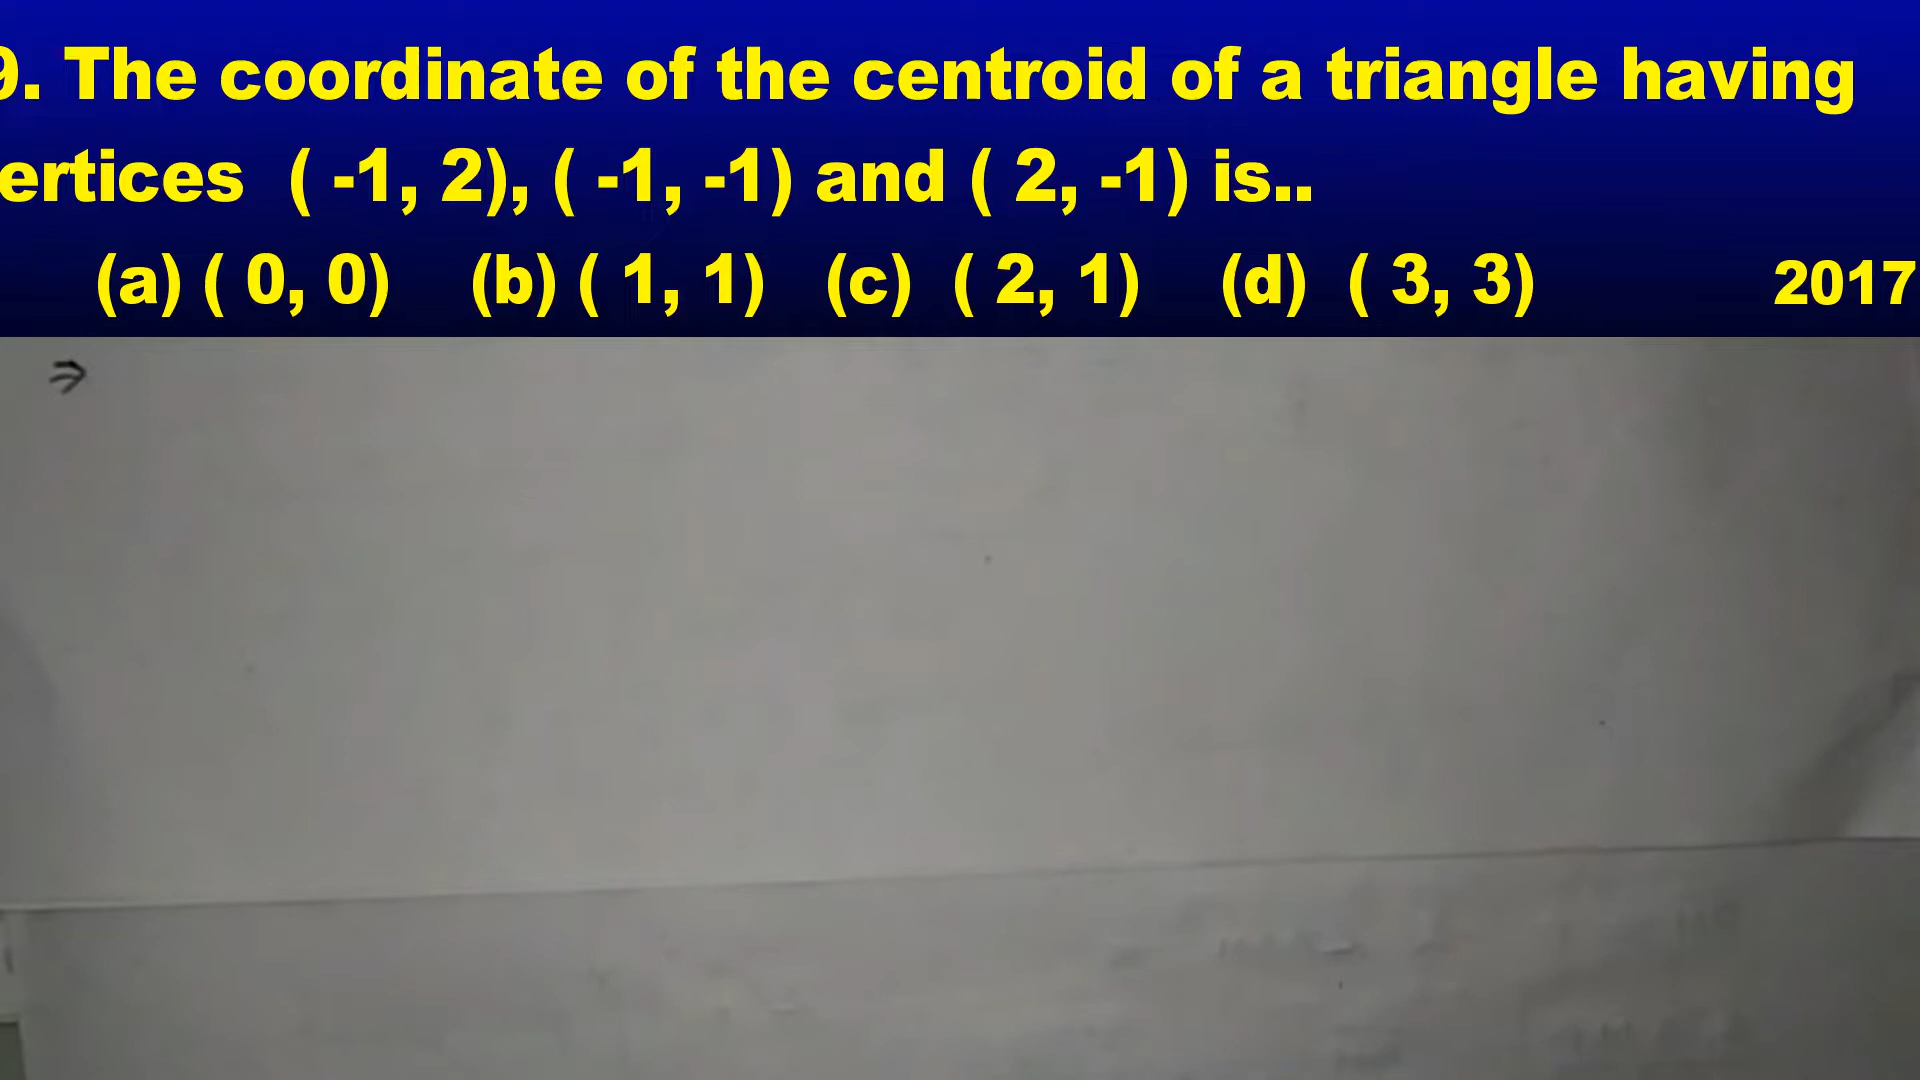 9. The coordinate of the centroid of a triangle having
ertices ( -1, 2), ( -1, -1) and ( 2, -1) is..
(a) ( 0, 0) (b) ( 1, 1) (c) ( 2, 1) (d) ( 3, 3) 2017
⇒